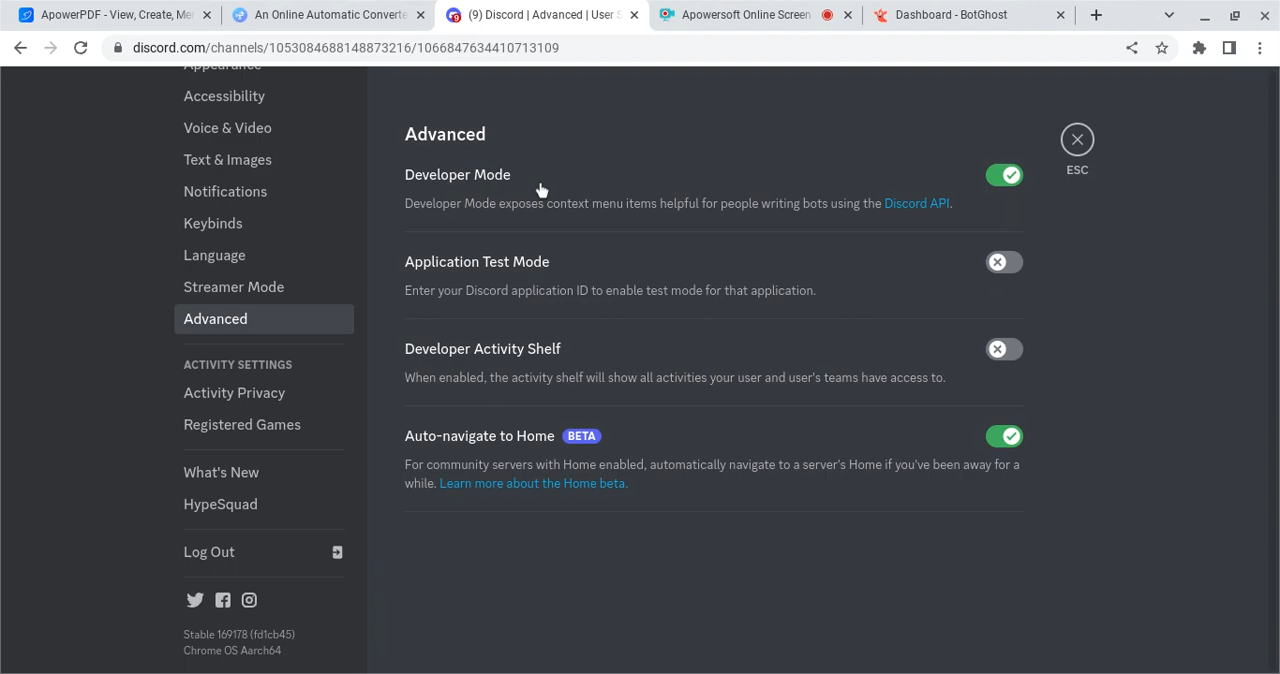 ApowerPDF - View, Create, Me
An Online Automatic Converte
(9) Discord | Advanced | User S
Apowersoft Online Screen
Dashboard - BotGhost
discord.com/channels/1053084688148873216/1066847634410713109
Appearance
Accessibility
Voice & Video
Text & Images
Notifications
Keybinds
Language
Streamer Mode
Advanced
ACTIVITY SETTINGS
Activity Privacy
Registered Games
What's New
HypeSquad
Log Out
Stable 169178 (fd1cb45)
Chrome OS Aarch64
Advanced
Developer Mode
Developer Mode exposes context menu items helpful for people writing bots using the Discord API.
Application Test Mode
Enter your Discord application ID to enable test mode for that application.
Developer Activity Shelf
When enabled, the activity shelf will show all activities your user and user's teams have access to.
Auto-navigate to Home BETA
For community servers with Home enabled, automatically navigate to a server's Home if you've been away for a
while. Learn more about the Home beta.
ESC